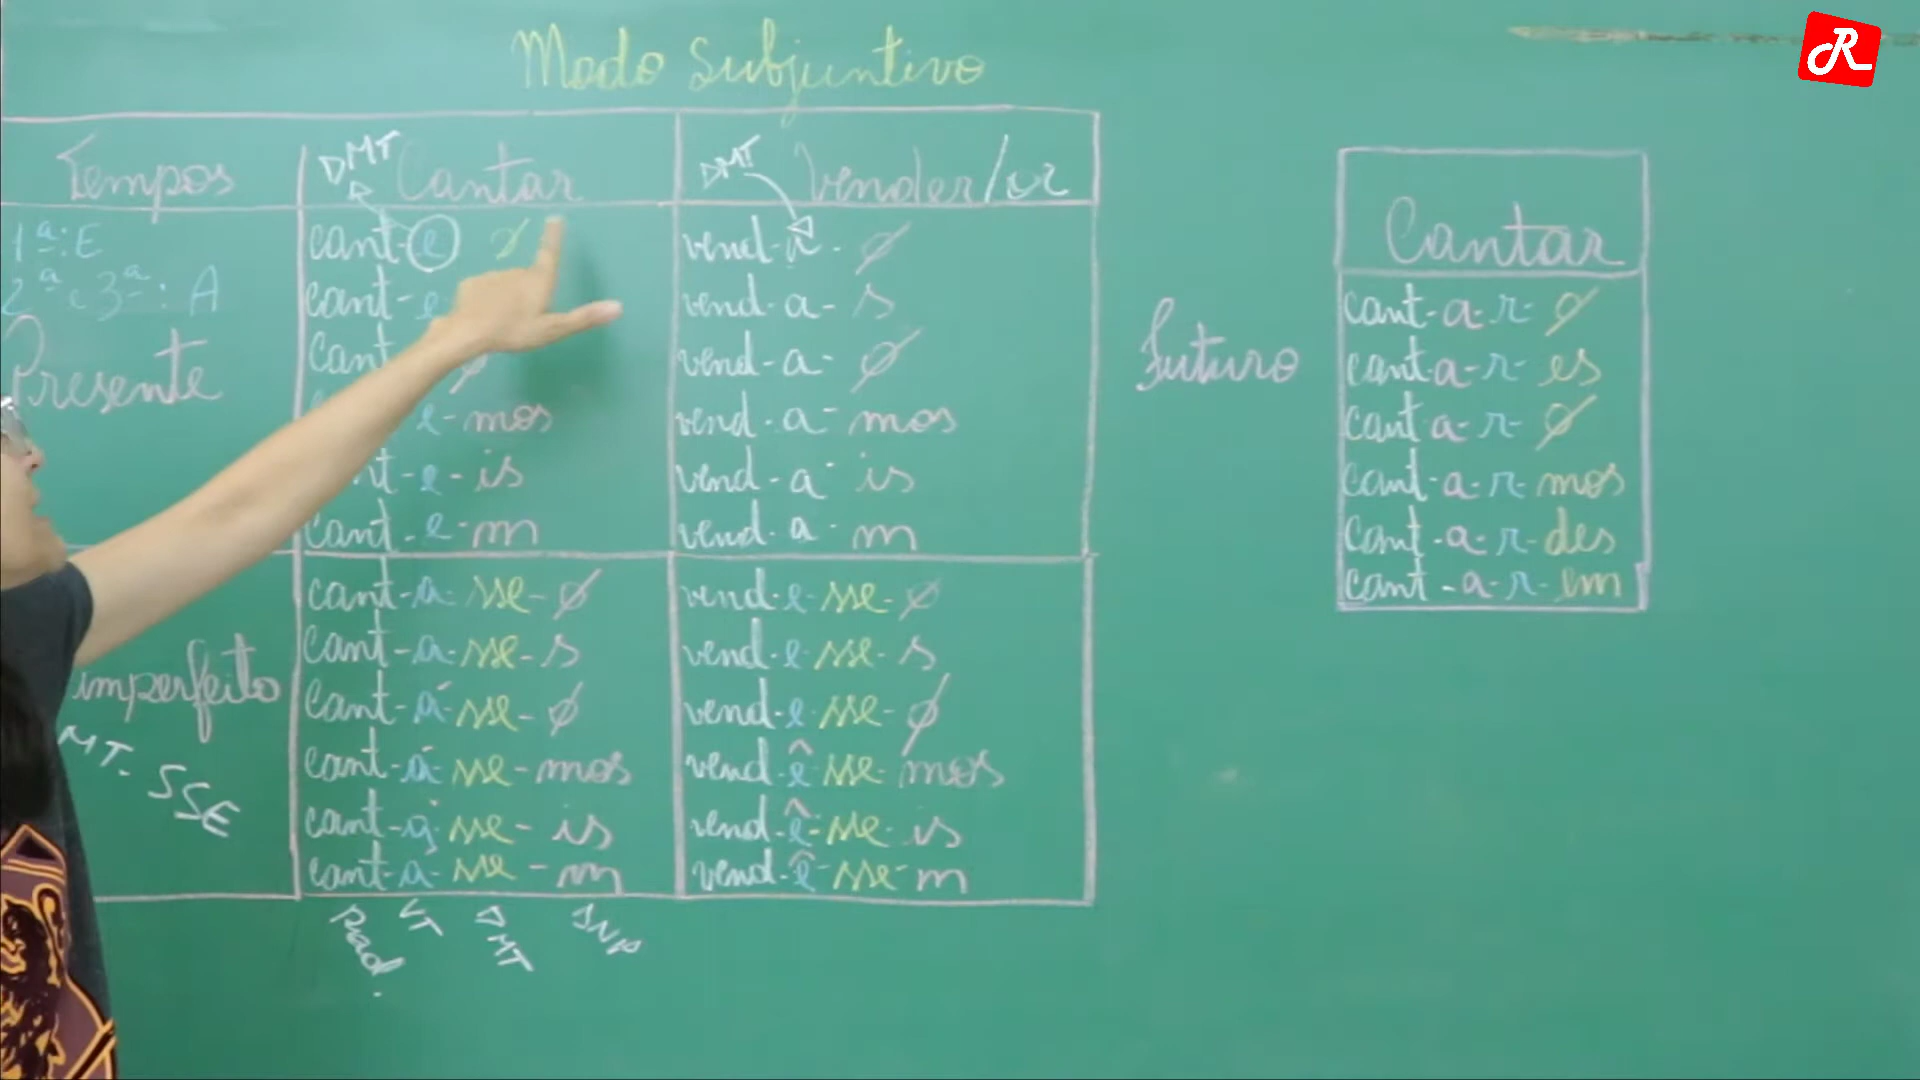 Modo Subjuntivo
Tempos
DMT Cantar
DMT Vender/ir
1ª: E
2ª e 3ª: A
Presente
cant-e ∅
cant-e
cant ∅
e-mos
nt-e-is
cant-e-m
vend-a-∅
vend-a-s
vend-a-∅
vend-a-mos
vend-a-is
vend-a-m
imperfeito
MT- SSE
cant-a-sse-∅
cant-a-sse-s
cant-a-sse-∅
cant-á-sse-mos
cant-á-sse-is
cant-a-sse-m
vend-e-sse-∅
vend-e-sse-s
vend-e-sse-∅
vend-ê-sse-mos
vend-ê-sse-is
vend-ê-sse-m
Rad. VT DMT DNP
Futuro
Cantar
cant-a-r-∅
cant-a-r-es
cant-a-r-∅
cant-a-r-mos
cant-a-r-des
cant-a-r-em
R